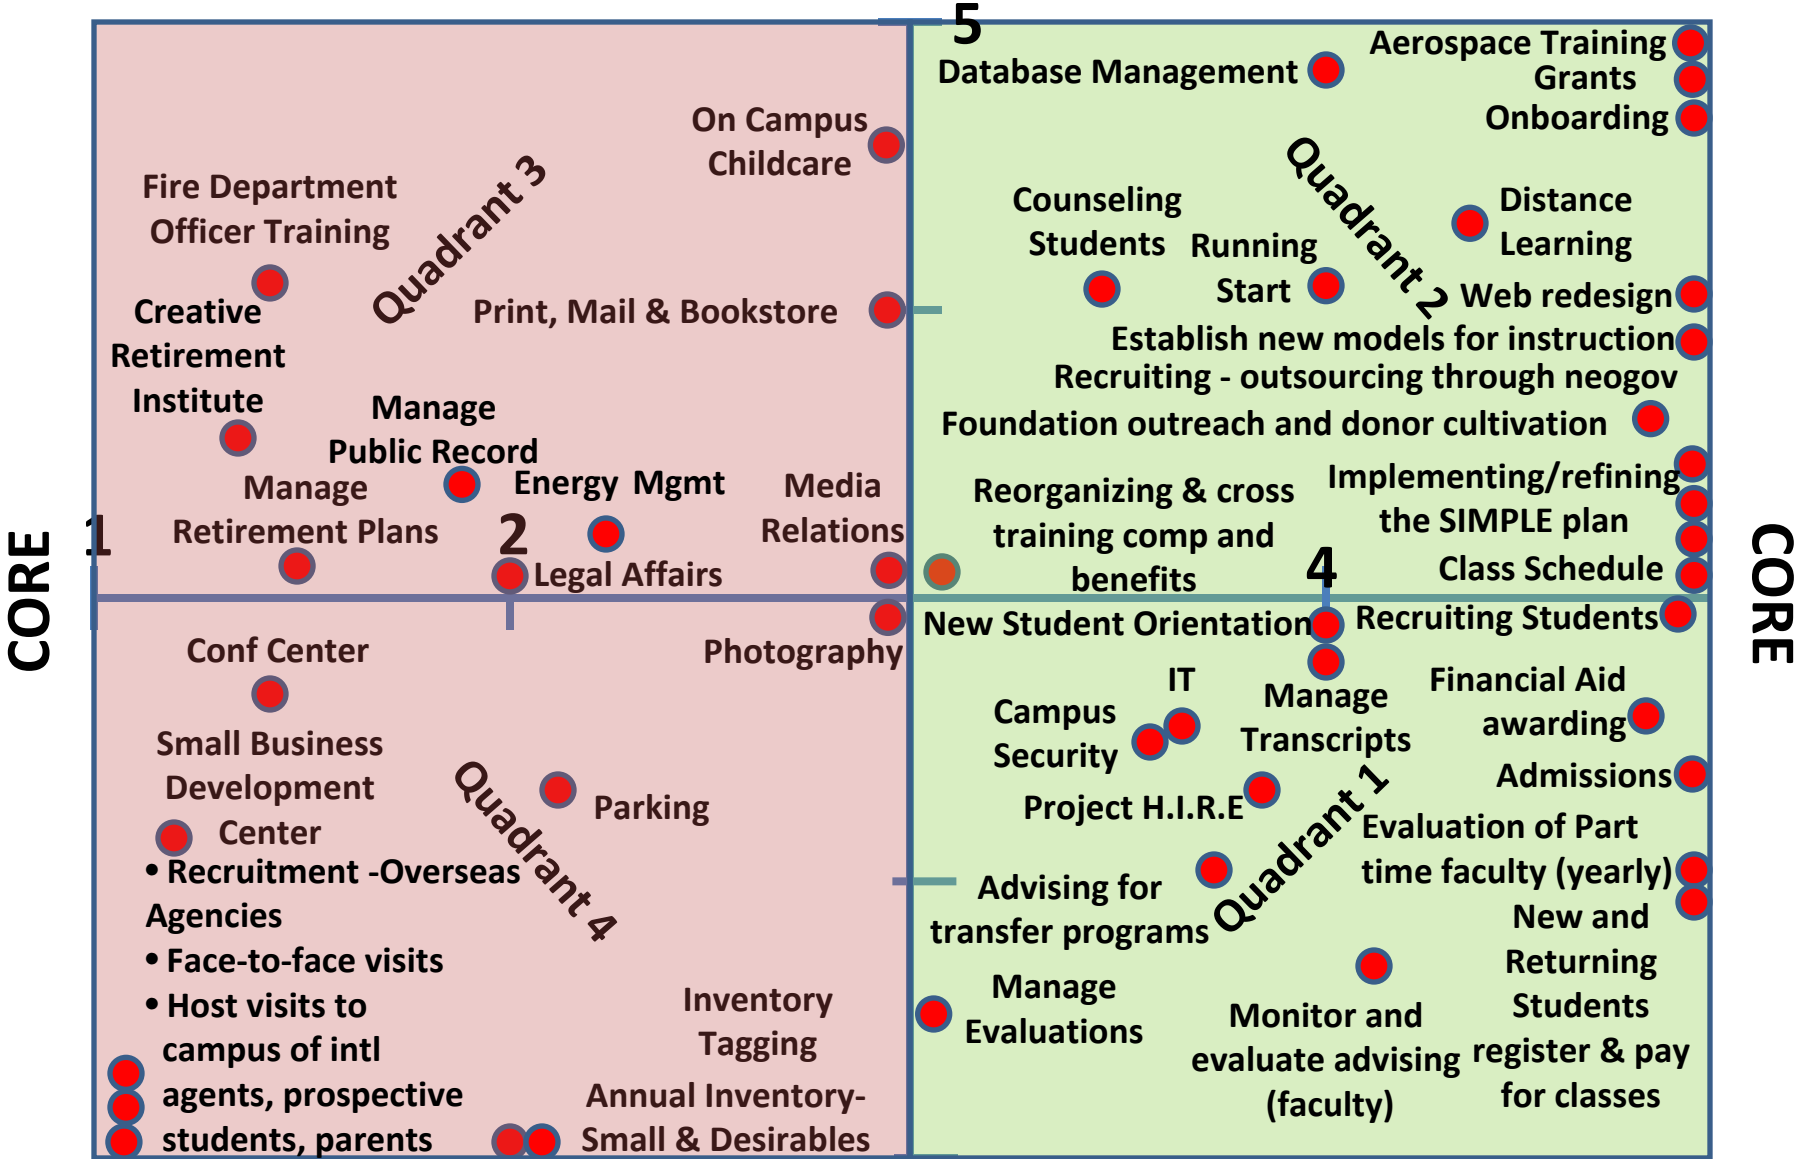 5
Aerospace Training
Database Management
Grants
Onboarding
On Campus
Childcare
Quadrant 3
Fire Department
Officer Training
Quadrant 2
Counseling
Students
Running
Start
Distance
Learning
Creative
Retirement
Institute
Print, Mail & Bookstore
Web redesign
Establish new models for instruction
Recruiting - outsourcing through neogov
Foundation outreach and donor cultivation
Manage
Public Record
Manage
Retirement Plans
Energy Mgmt
Media
Relations
Legal Affairs
Reorganizing & cross
training comp and
benefits
Implementing/refining
the SIMPLE plan
Class Schedule
CORE
1
2
4
CORE
Photography
New Student Orientation
Recruiting Students
Conf Center
Small Business
Development
Center
Parking
Quadrant 4
IT
Campus
Security
Manage
Transcripts
Financial Aid
awarding
Admissions
Project H.I.R.E
Quadrant 1
Evaluation of Part
time faculty (yearly)
• Recruitment -Overseas
Agencies
• Face-to-face visits
• Host visits to
campus of intl
agents, prospective
students, parents
Advising for
transfer programs
Manage
Evaluations
Monitor and
evaluate advising
(faculty)
New and
Returning
Students
register & pay
for classes
Inventory
Tagging
Annual Inventory-
Small & Desirables